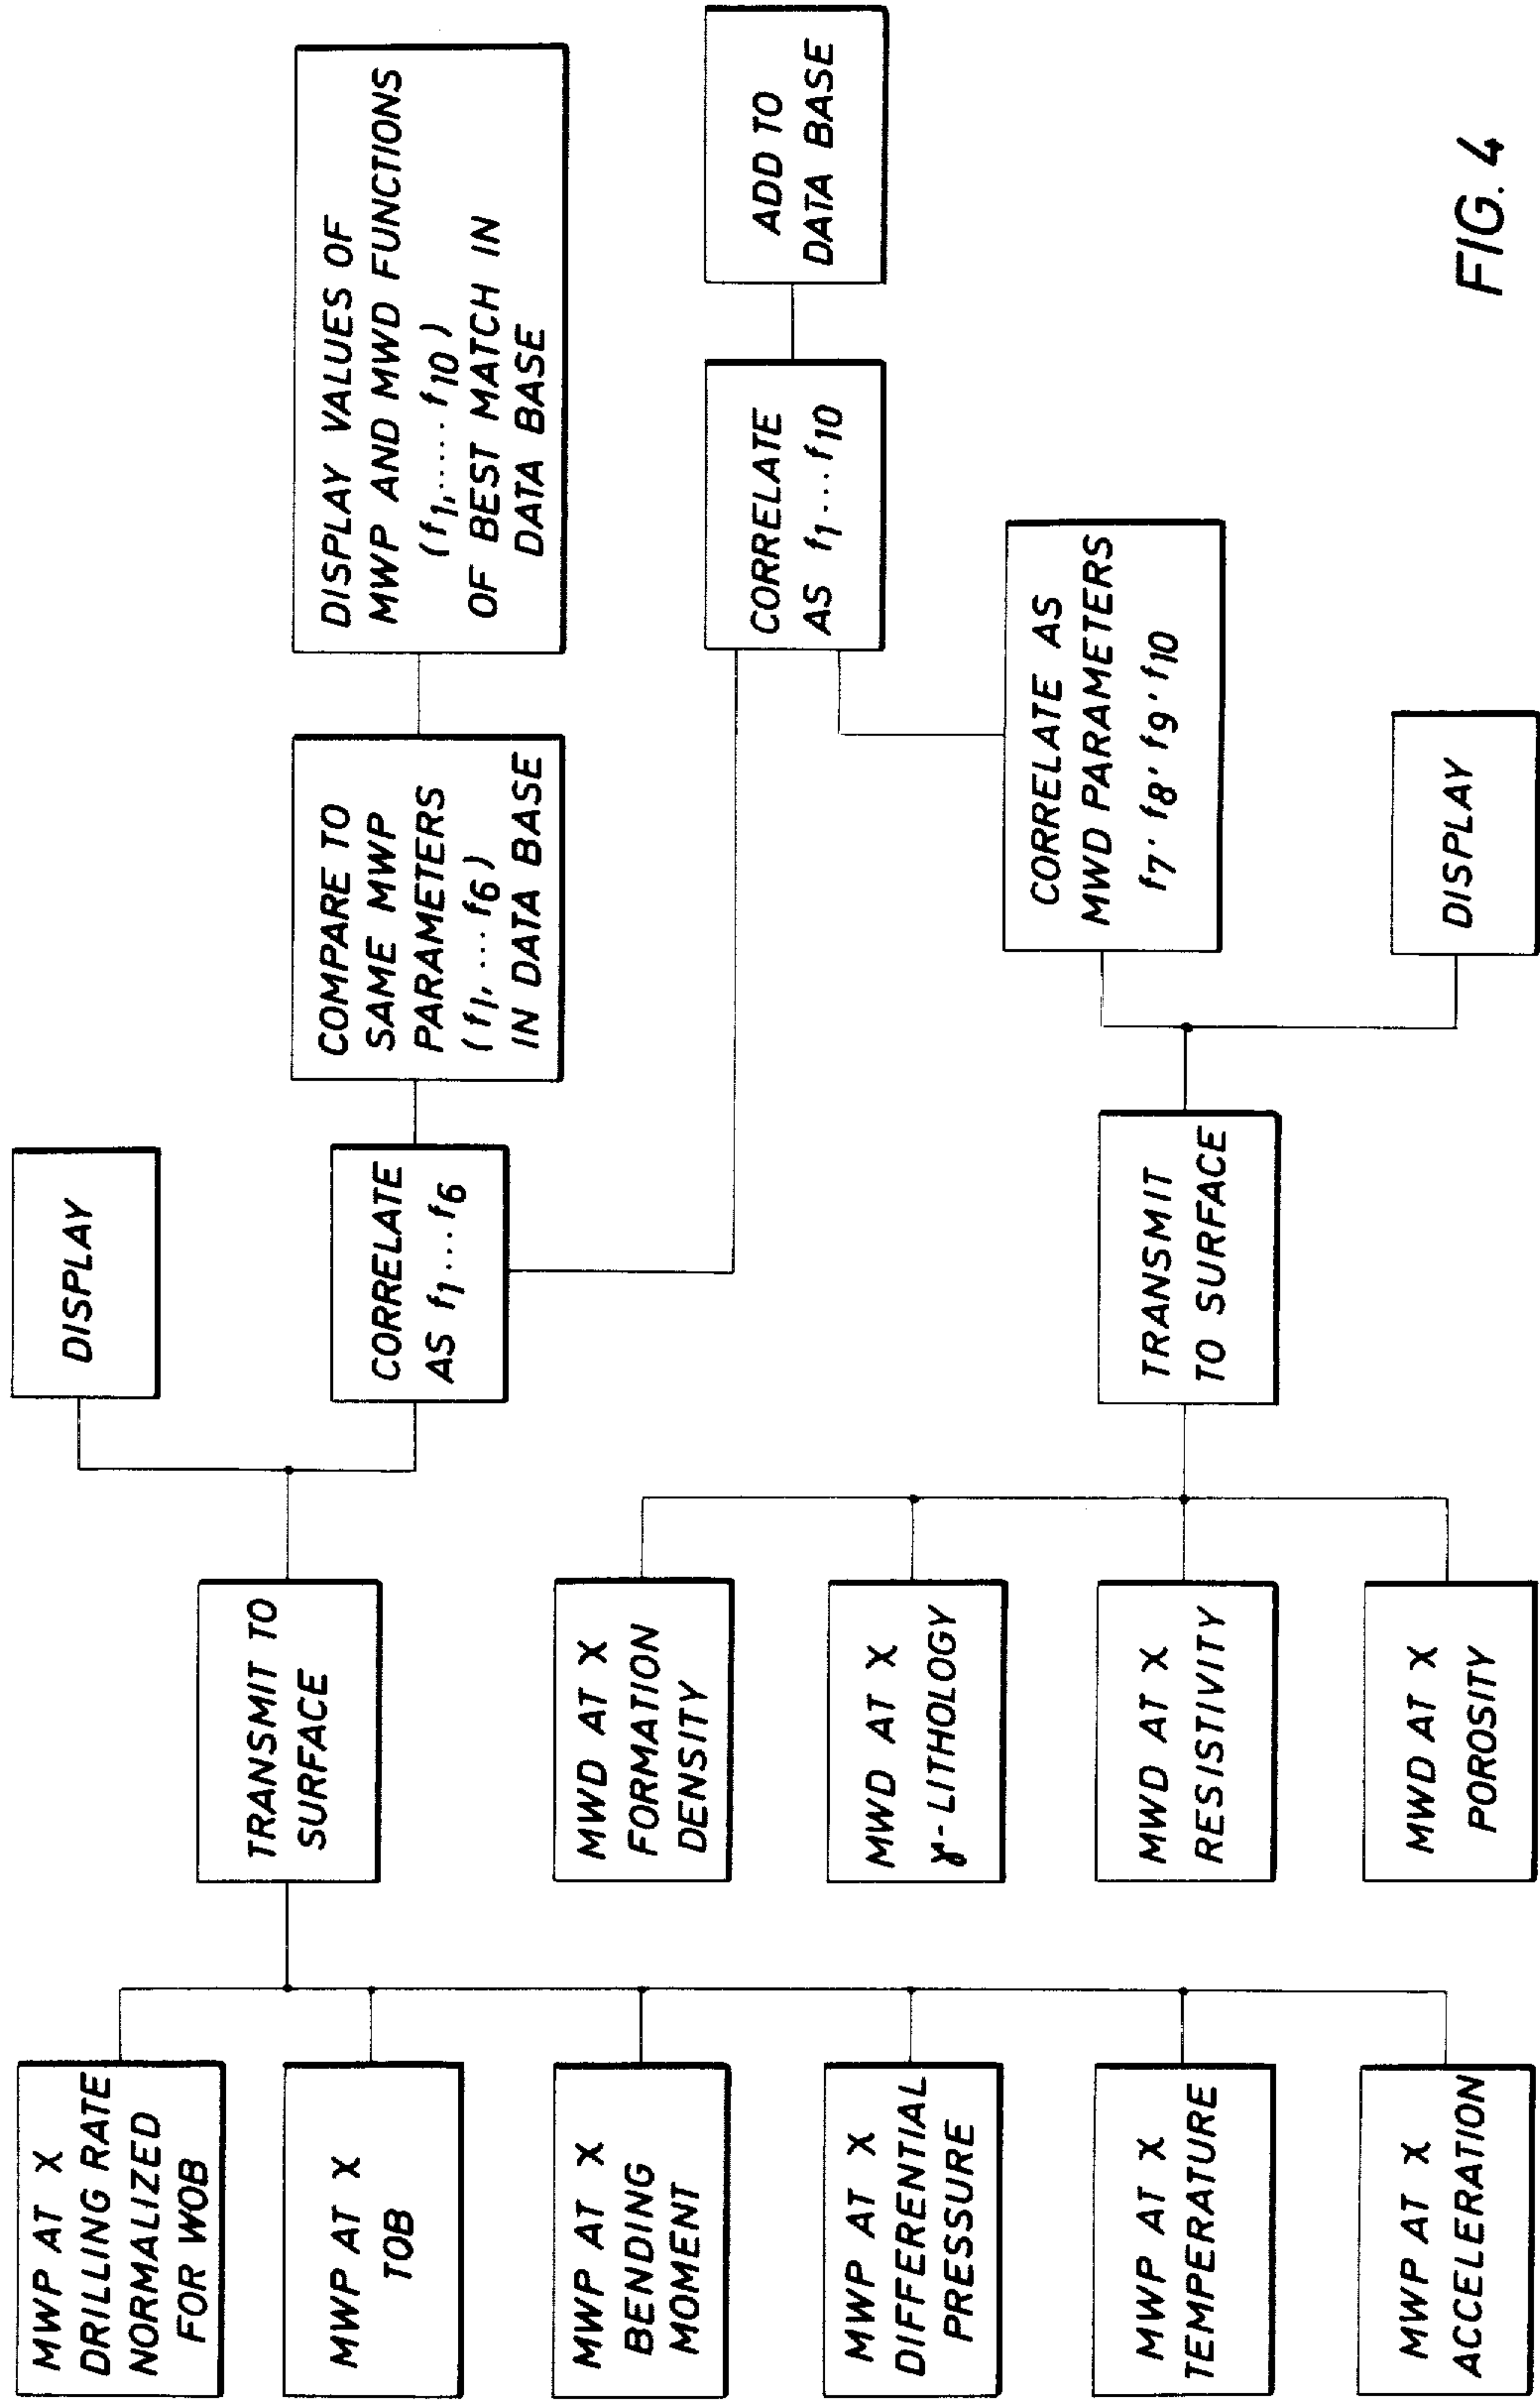 MWP AT X
DRILLING RATE
NORMALIZED
FOR WOB
MWP AT X
TOB
MWP AT X
BENDING
MOMENT
MWP AT X
DIFFERENTIAL
PRESSURE
MWP AT X
TEMPERATURE
MWP AT X
ACCELERATION
TRANSMIT TO
SURFACE
MWD AT X
FORMATION
DENSITY
MWD AT X
γ-LITHOLOGY
MWD AT X
RESISTIVITY
MWD AT X
POROSITY
DISPLAY
CORRELATE
AS f1...f6
TRANSMIT
TO SURFACE
COMPARE TO
SAME MWP
PARAMETERS
(f1,...f6)
IN DATA BASE
CORRELATE AS
MWD PARAMETERS
f7, f8, f9, f10
DISPLAY
DISPLAY VALUES OF
MWP AND MWD FUNCTIONS
(f1,.....f10)
OF BEST MATCH IN
DATA BASE
CORRELATE
AS f1....f10
ADD TO
DATA BASE
FIG. 4